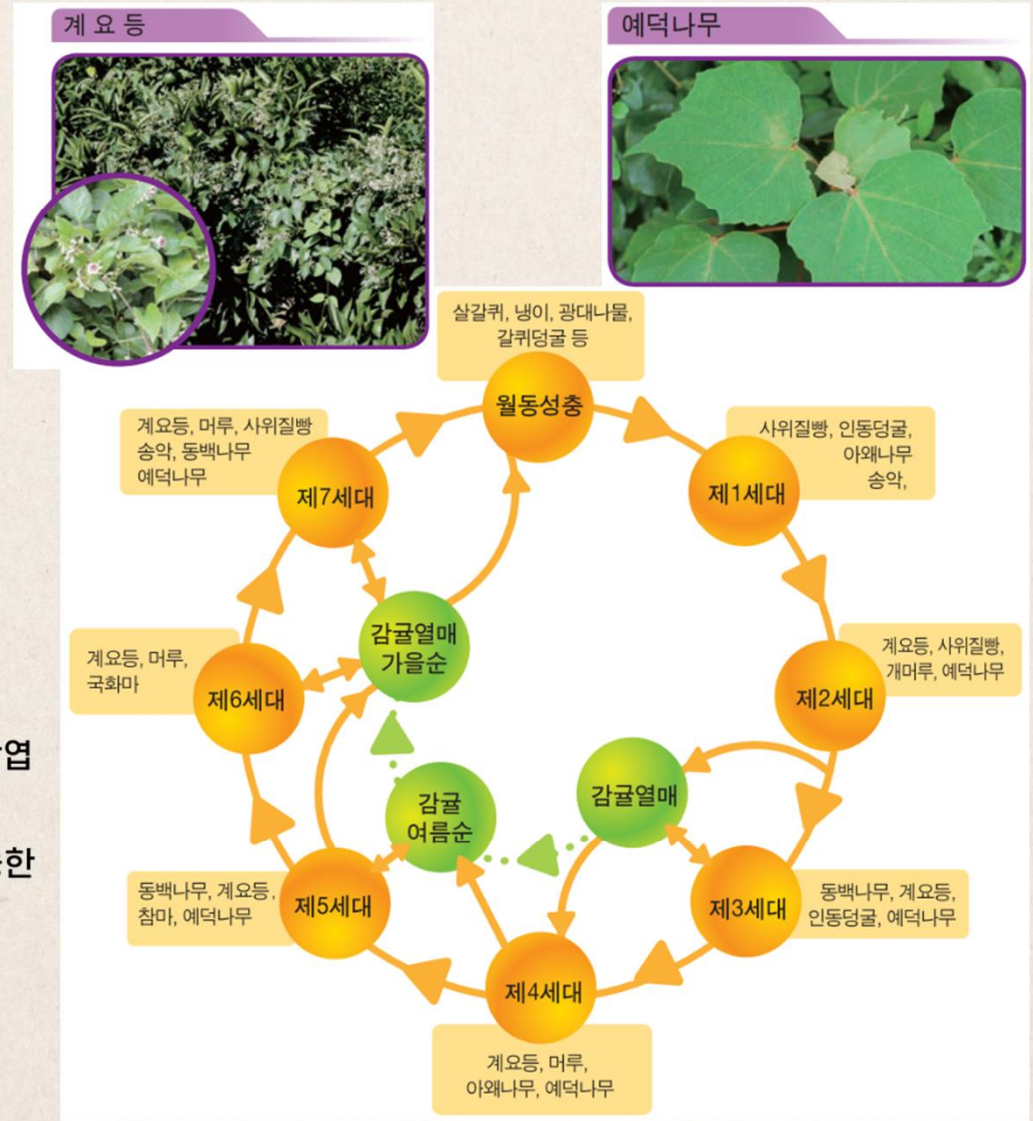 계 요 등
예덕나무
살갈퀴, 냉이, 광대나물,
갈퀴덩굴 등
월동성충
사위질빵, 인동덩굴,
아왜나무
송악,
제1세대
계요등, 사위질빵,
개머루, 예덕나무
제2세대
동백나무, 계요등,
인동덩굴, 예덕나무
제3세대
제4세대
계요등, 머루,
아왜나무, 예덕나무
동백나무, 계요등,
참마, 예덕나무
제5세대
계요등, 머루,
국화마
제6세대
계요등, 머루, 사위질빵
송악, 동백나무
예덕나무
제7세대
감귤열매
가을순
감귤
여름순
감귤열매
엽
한